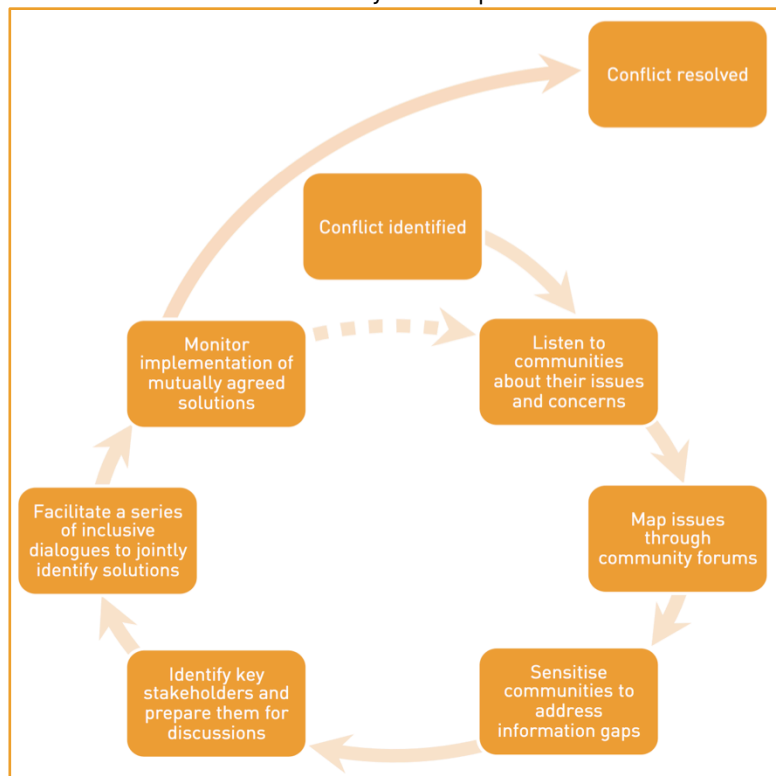 Conflict resolved
Conflict identified
Listen to
communities
about their issues
and concerns
Map issues
through
community forums
Sensitise
communities to
address
information gaps
Identify key
stakeholders and
prepare them for
discussions
Facilitate a series
of inclusive
dialogues to jointly
identify solutions
Monitor
implementation of
mutually agreed
solutions